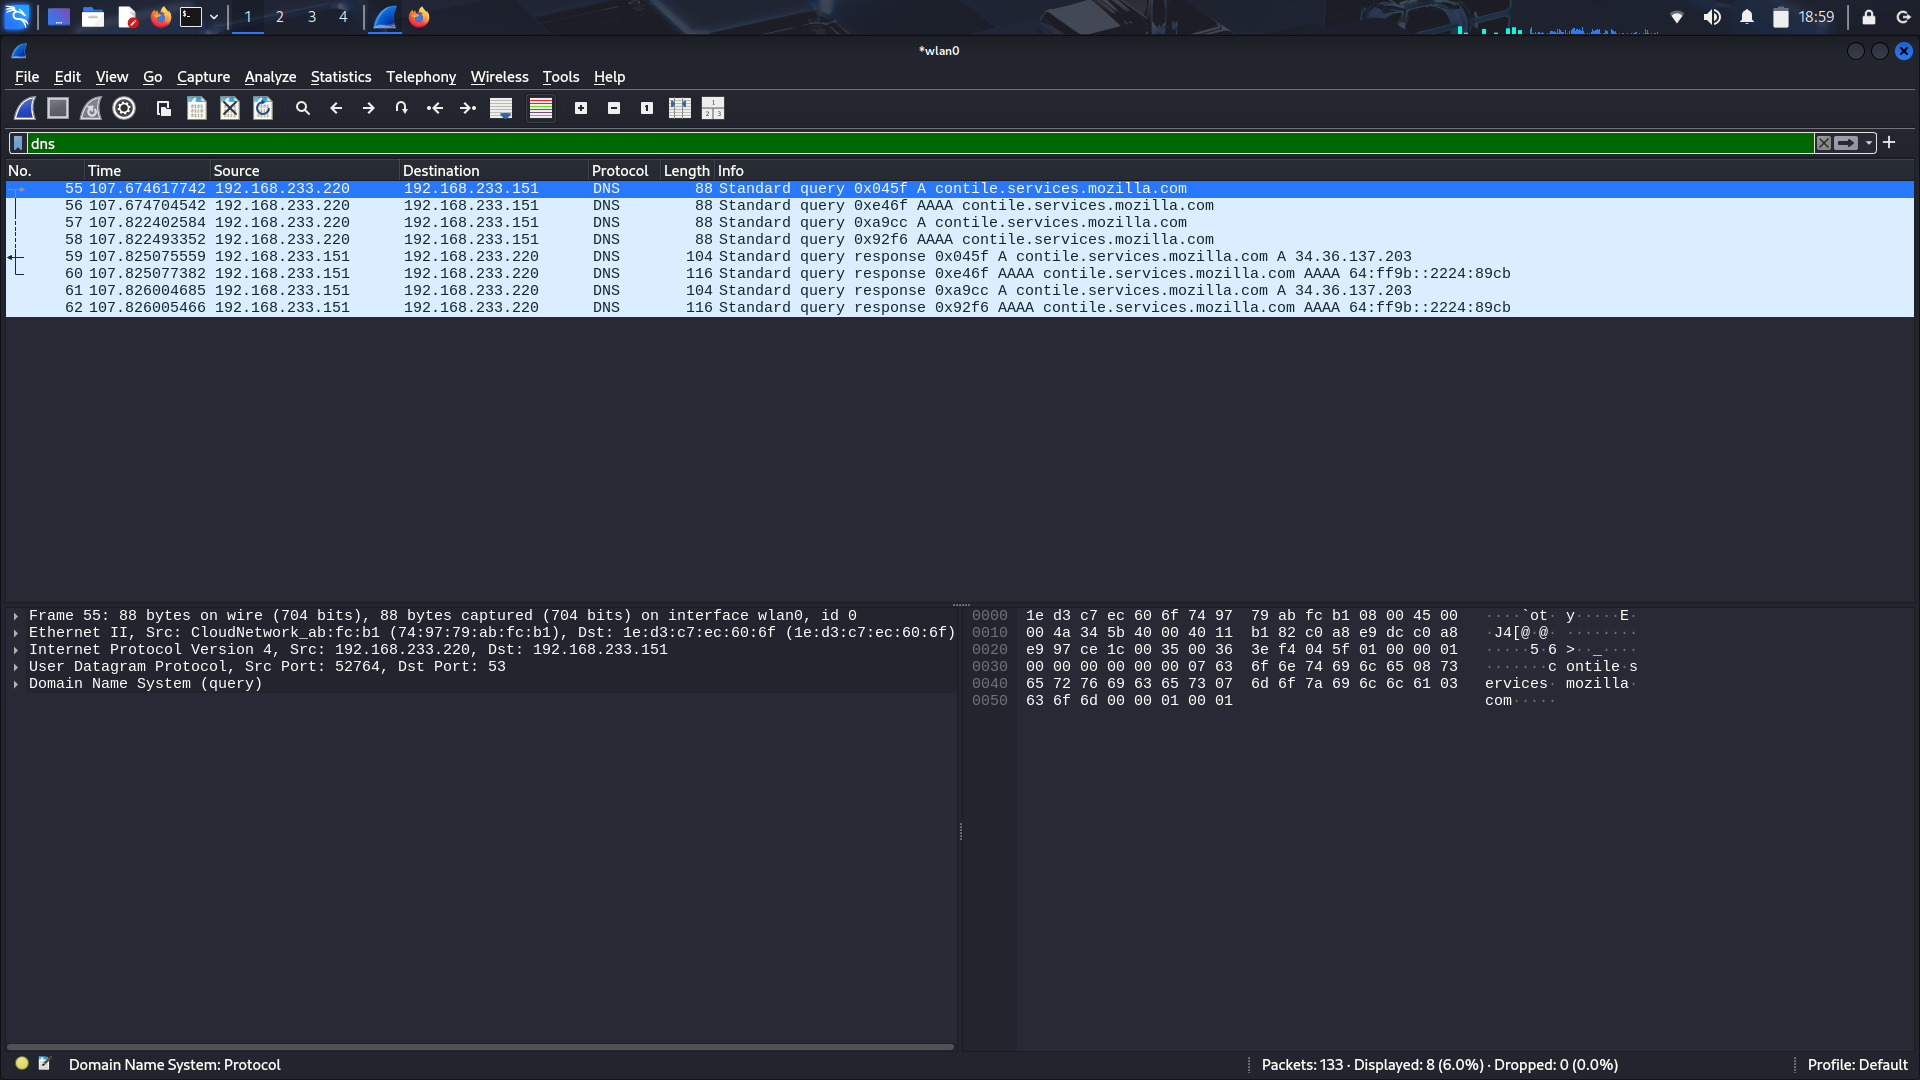 1 2 3 4 18:59
*wlan0
File Edit View Go Capture Analyze Statistics Telephony Wireless Tools Help
dns
No. Time Source Destination Protocol Length Info
55 107.674617742 192.168.233.220 192.168.233.151 DNS 88 Standard query 0x045f A contile.services.mozilla.com
56 107.674704542 192.168.233.220 192.168.233.151 DNS 88 Standard query 0xe46f AAAA contile.services.mozilla.com
57 107.822402584 192.168.233.220 192.168.233.151 DNS 88 Standard query 0xa9cc A contile.services.mozilla.com
58 107.822493352 192.168.233.220 192.168.233.151 DNS 88 Standard query 0x92f6 AAAA contile.services.mozilla.com
59 107.825075559 192.168.233.151 192.168.233.220 DNS 104 Standard query response 0x045f A contile.services.mozilla.com A 34.36.137.203
60 107.825077382 192.168.233.151 192.168.233.220 DNS 116 Standard query response 0xe46f AAAA contile.services.mozilla.com AAAA 64:ff9b::2224:89cb
61 107.826004685 192.168.233.151 192.168.233.220 DNS 104 Standard query response 0xa9cc A contile.services.mozilla.com A 34.36.137.203
62 107.826005466 192.168.233.151 192.168.233.220 DNS 116 Standard query response 0x92f6 AAAA contile.services.mozilla.com AAAA 64:ff9b::2224:89cb
Frame 55: 88 bytes on wire (704 bits), 88 bytes captured (704 bits) on interface wlan0, id 0
Ethernet II, Src: CloudNetwork_ab:fc:b1 (74:97:79:ab:fc:b1), Dst: 1e:d3:c7:ec:60:6f (1e:d3:c7:ec:60:6f)
Internet Protocol Version 4, Src: 192.168.233.220, Dst: 192.168.233.151
User Datagram Protocol, Src Port: 52764, Dst Port: 53
Domain Name System (query)
0000 1e d3 c7 ec 60 6f 74 97 79 ab fc b1 08 00 45 00 ····`ot· y·····E·
0010 00 4a 34 5b 40 00 40 11 b1 82 c0 a8 e9 dc c0 a8 ·J4[@·@· ········
0020 e9 97 ce 1c 00 35 00 36 3e f4 04 5f 01 00 00 01 ·····5·6 >··_····
0030 00 00 00 00 00 00 07 63 6f 6e 74 69 6c 65 08 73 ·······c ontile·s
0040 65 72 76 69 63 65 73 07 6d 6f 7a 69 6c 6c 61 03 ervices· mozilla·
0050 63 6f 6d 00 00 01 00 01 com·····
Domain Name System: Protocol Packets: 133 · Displayed: 8 (6.0%) · Dropped: 0 (0.0%) Profile: Default